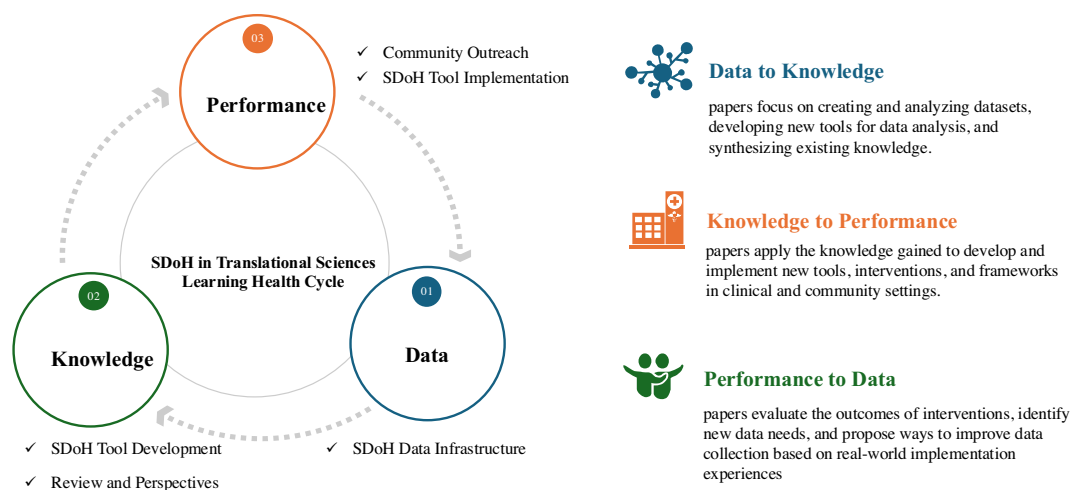 03
Performance
✓ Community Outreach
✓ SDoH Tool Implementation
SDoH in Translational Sciences
Learning Health Cycle
02
Knowledge
01
Data
✓ SDoH Tool Development
✓ Review and Perspectives
✓ SDoH Data Infrastructure
Data to Knowledge
papers focus on creating and analyzing datasets,
developing new tools for data analysis, and
synthesizing existing knowledge.
Knowledge to Performance
papers apply the knowledge gained to develop and
implement new tools, interventions, and frameworks
in clinical and community settings.
Performance to Data
papers evaluate the outcomes of interventions, identify
new data needs, and propose ways to improve data
collection based on real-world implementation
experiences